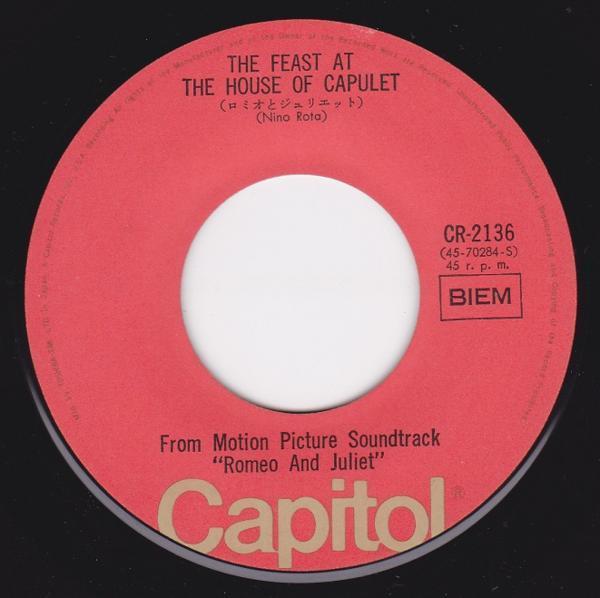 THE FEAST AT
THE HOUSE OF CAPULET
(ロミオとジュリエット)
(Nino Rota)
CR-2136
(45-70284-S)
45 r. p. m.
BIEM
From Motion Picture Soundtrack
"Romeo And Juliet"
Capitol®